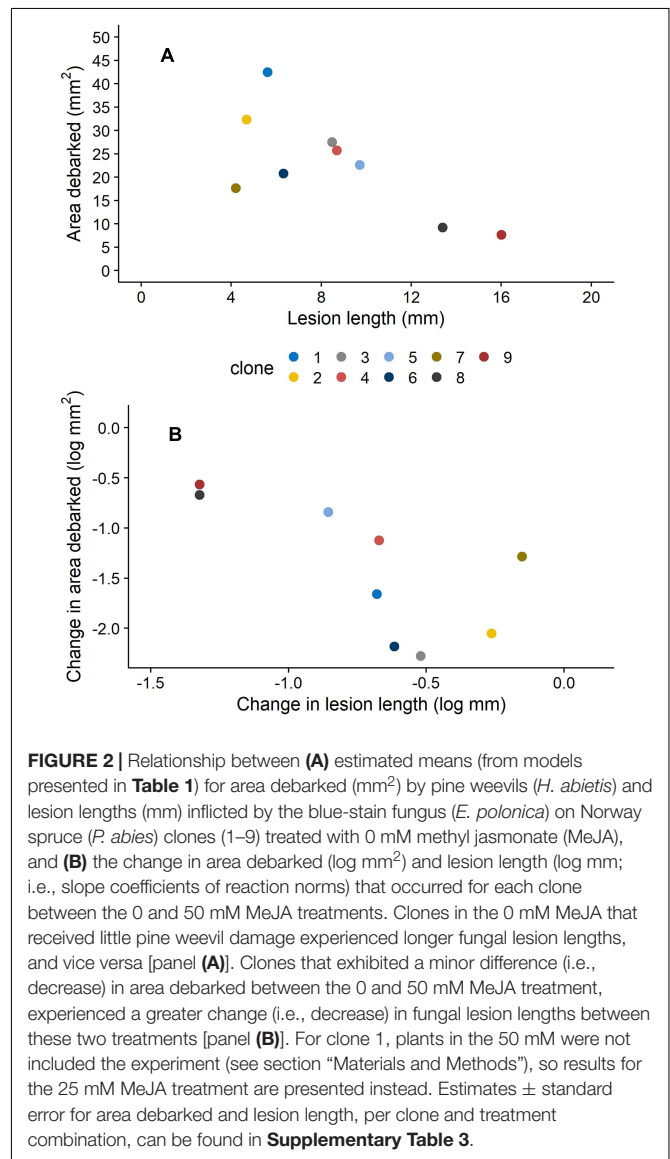 A
Area debarked (mm²)
50
45
40
35
30
25
20
15
10
5
0
0 4 8 12 16 20
Lesion length (mm)
clone 1 3 5 7 9
2 4 6 8
B
Change in area debarked (log mm²)
0.0
-0.5
-1.0
-1.5
-2.0
-1.5 -1.0 -0.5 0.0
Change in lesion length (log mm)
FIGURE 2 | Relationship between (A) estimated means (from models
presented in Table 1) for area debarked (mm²) by pine weevils (H. abietis) and
lesion lengths (mm) inflicted by the blue-stain fungus (E. polonica) on Norway
spruce (P. abies) clones (1–9) treated with 0 mM methyl jasmonate (MeJA),
and (B) the change in area debarked (log mm²) and lesion length (log mm;
i.e., slope coefficients of reaction norms) that occurred for each clone
between the 0 and 50 mM MeJA treatments. Clones in the 0 mM MeJA that
received little pine weevil damage experienced longer fungal lesion lengths,
and vice versa [panel (A)]. Clones that exhibited a minor difference (i.e.,
decrease) in area debarked between the 0 and 50 mM MeJA treatment,
experienced a greater change (i.e., decrease) in fungal lesion lengths between
these two treatments [panel (B)]. For clone 1, plants in the 50 mM were not
included the experiment (see section “Materials and Methods”), so results for
the 25 mM MeJA treatment are presented instead. Estimates ± standard
error for area debarked and lesion length, per clone and treatment
combination, can be found in Supplementary Table 3.